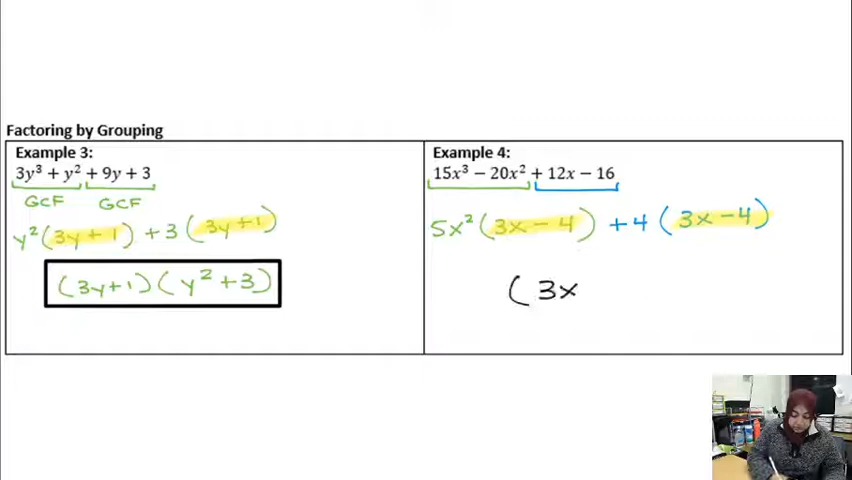 Factoring by Grouping
Example 3:
3y³ + y² + 9y + 3
GCF GCF
y²(3y+1) +3(3y+1)
(3y+1)(y²+3)
Example 4:
15x³ − 20x² + 12x − 16
5x²(3x−4) +4(3x−4)
(3x